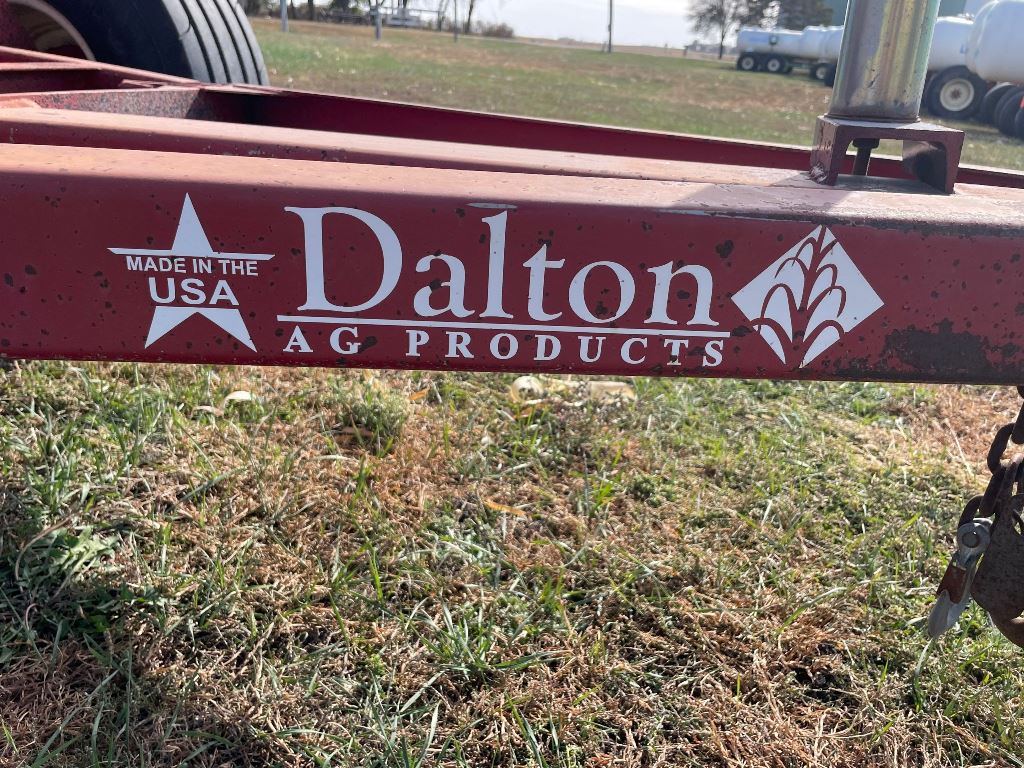 MADE IN THE
USA
Dalton
AG PRODUCTS